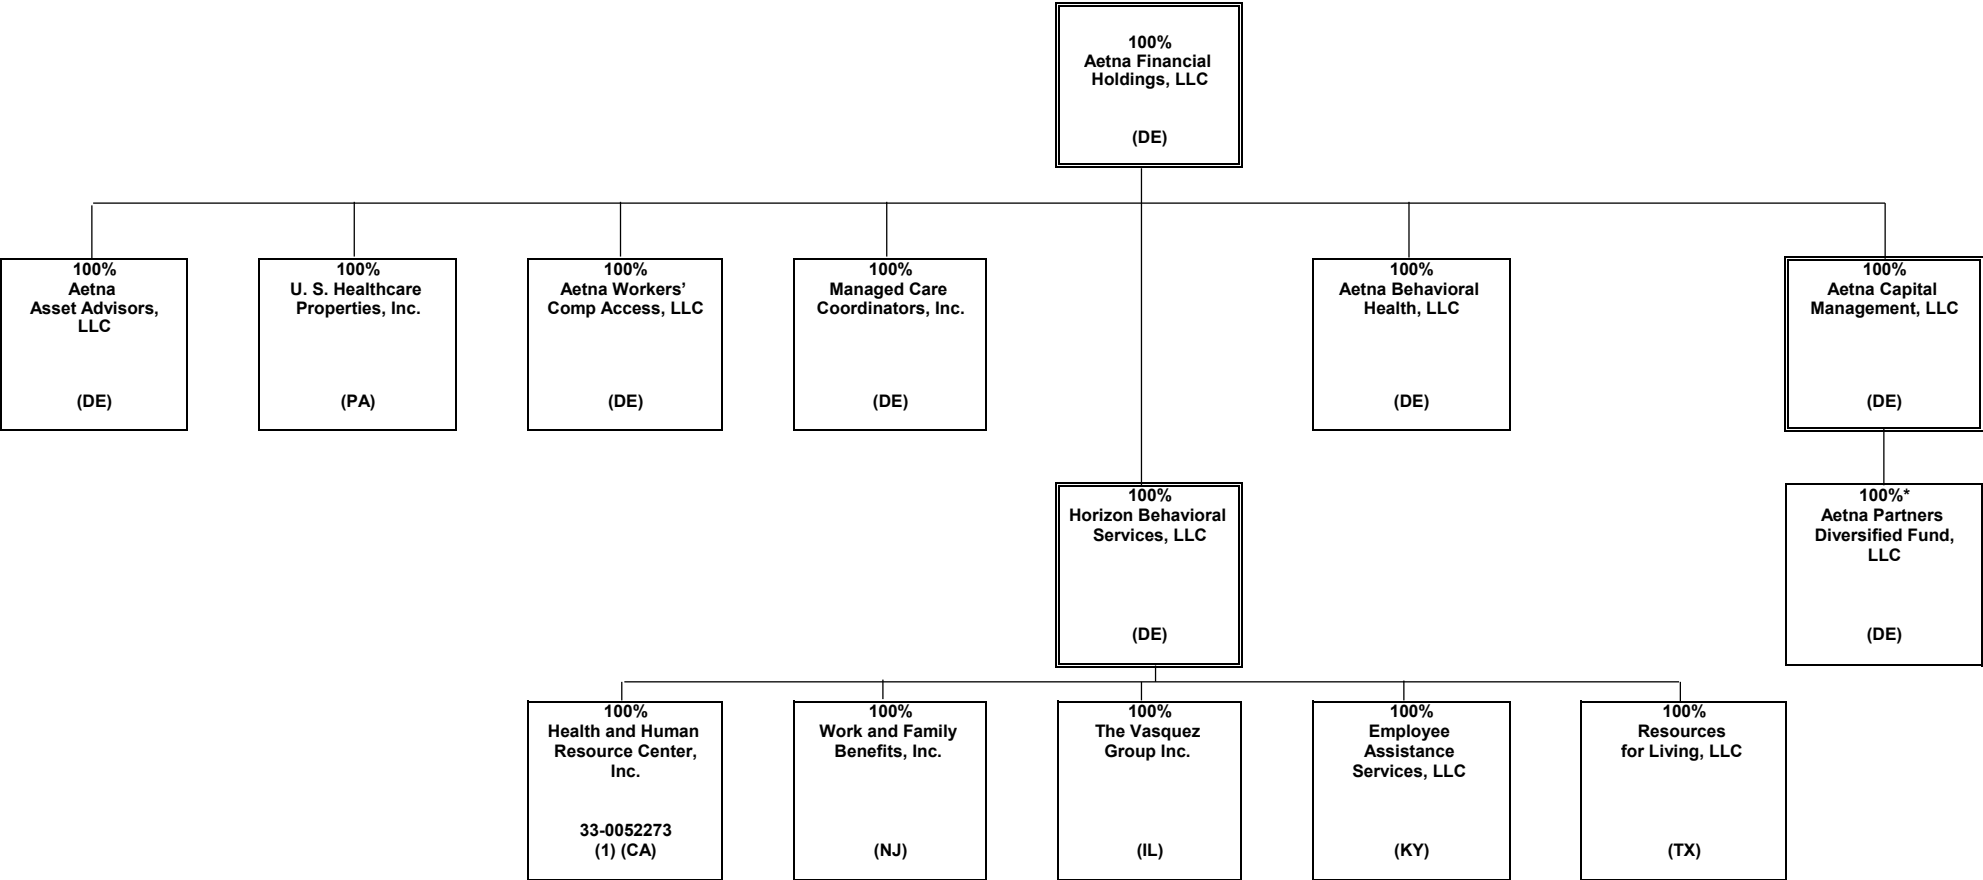 100%
Aetna Financial
Holdings, LLC
(DE)
100%
Aetna
Asset Advisors,
LLC
(DE)
100%
U. S. Healthcare
Properties, Inc.
(PA)
100%
Aetna Workers’
Comp Access, LLC
(DE)
100%
Managed Care
Coordinators, Inc.
(DE)
100%
Aetna Behavioral
Health, LLC
(DE)
100%
Aetna Capital
Management, LLC
(DE)
100%
Horizon Behavioral
Services, LLC
(DE)
100%*
Aetna Partners
Diversified Fund,
LLC
(DE)
100%
Health and Human
Resource Center,
Inc.
33-0052273
(1) (CA)
100%
Work and Family
Benefits, Inc.
(NJ)
100%
The Vasquez
Group Inc.
(IL)
100%
Employee
Assistance
Services, LLC
(KY)
100%
Resources
for Living, LLC
(TX)